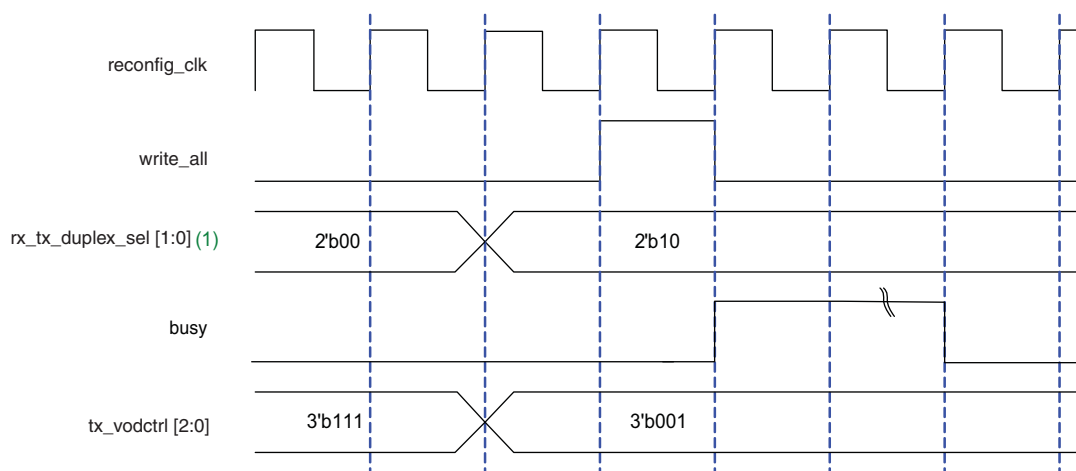 reconfig_clk
write_all
rx_tx_duplex_sel [1:0] (1)
2'b00
2'b10
busy
tx_vodctrl [2:0]
3'b111
3'b001